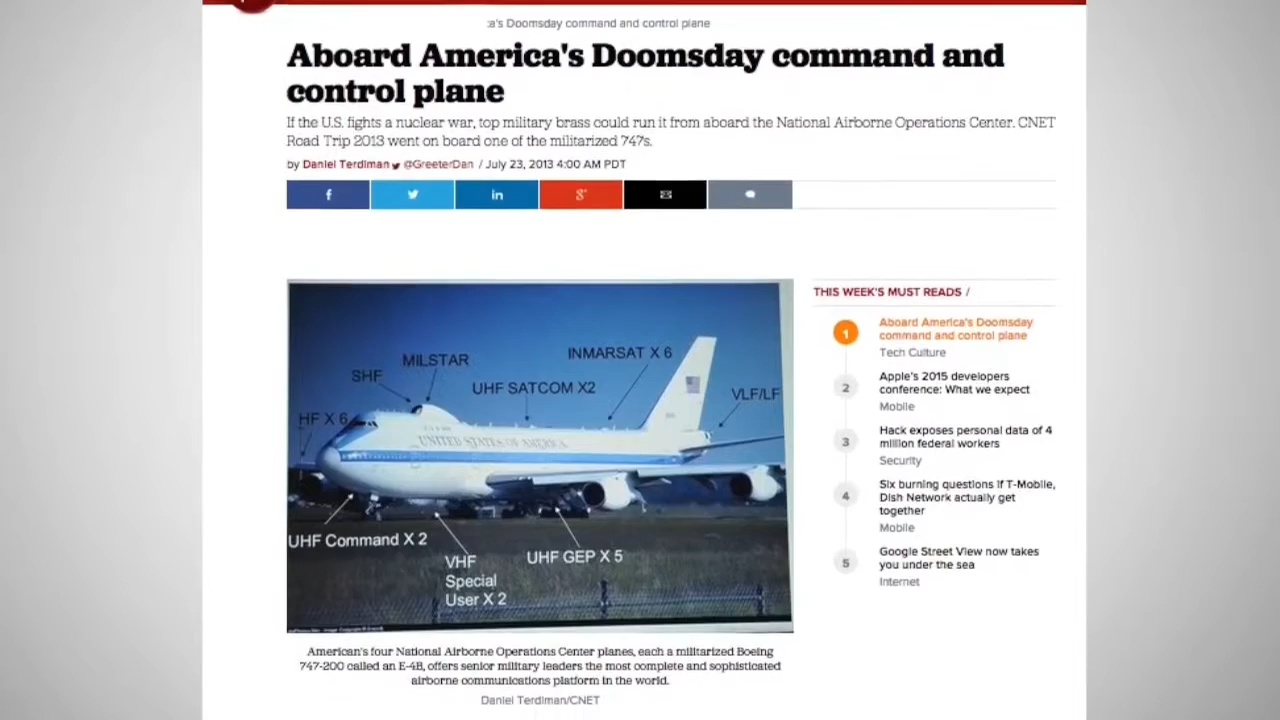 a's Doomsday command and control plane
Aboard America's Doomsday command and
control plane
If the U.S. fights a nuclear war, top military brass could run it from aboard the National Airborne Operations Center. CNET
Road Trip 2013 went on board one of the militarized 747s.
by Daniel Terdiman @GreeterDan / July 23, 2013 4:00 AM PDT
f
in
g+
THIS WEEK'S MUST READS /
1
Aboard America's Doomsday
command and control plane
Tech Culture
2
Apple's 2015 developers
conference: What we expect
Mobile
3
Hack exposes personal data of 4
million federal workers
Security
4
Six burning questions if T-Mobile,
Dish Network actually get
together
Mobile
5
Google Street View now takes
you under the sea
Internet
INMARSAT X 6
MILSTAR
SHF
UHF SATCOM X2
VLF/LF
HF X 6
UNITED STATES OF AMERICA
UHF Command X 2
VHF
Special
User X 2
UHF GEP X 5
American's four National Airborne Operations Center planes, each a militarized Boeing
747-200 called an E-4B, offers senior military leaders the most complete and sophisticated
airborne communications platform in the world.
Daniel Terdiman/CNET